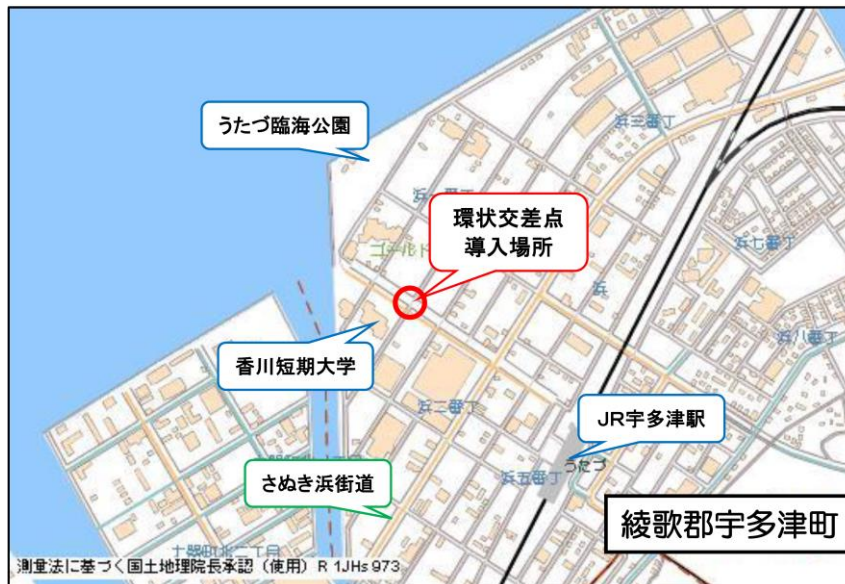 うたづ臨海公園
浜三番丁
環状交差点
導入場所
浜七番丁
浜
浜八番丁
香川短期大学
JR宇多津駅
浜二番丁
うたづ
浜五番丁
さぬき浜街道
綾歌郡宇多津町
測量法に基づく国土地理院長承認（使用）R 1JHs 973